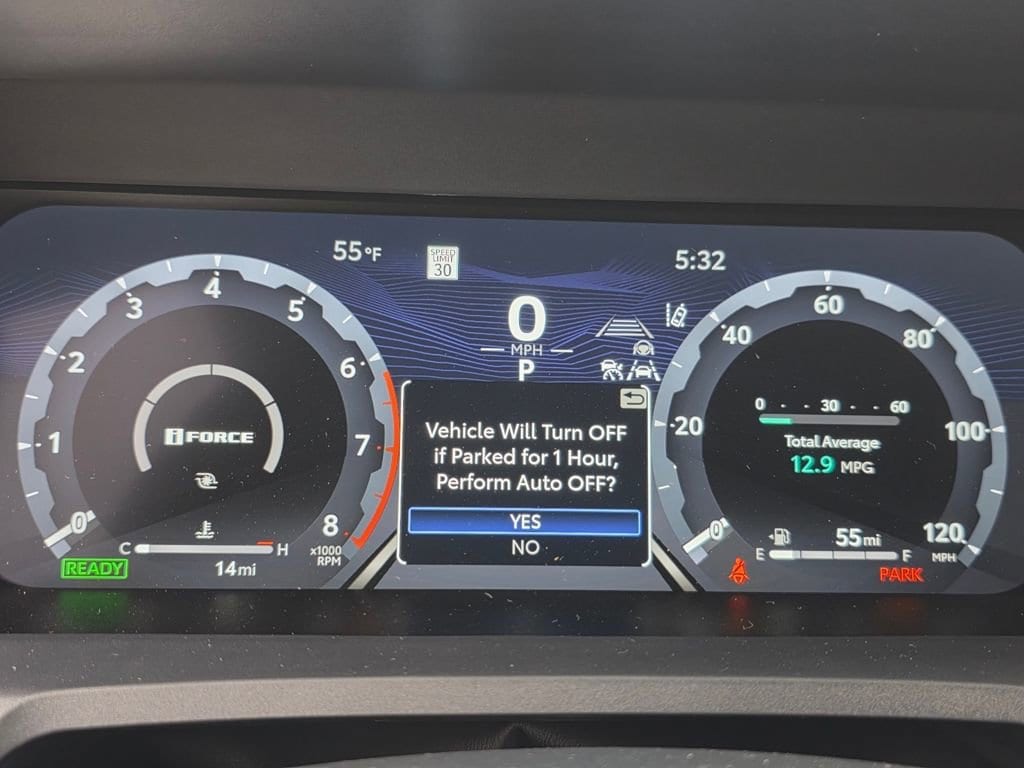 55°F
SPEED
LIMIT
30
5:32
0
MPH
P
0
1
2
3
4
5
6
7
8
x1000
RPM
iFORCE
C
H
READY
14mi
Vehicle Will Turn OFF
if Parked for 1 Hour,
Perform Auto OFF?
YES
NO
0
20
40
60
80
100
120
MPH
0 - - 30 - - 60
Total Average
12.9 MPG
55mi
E
F
PARK